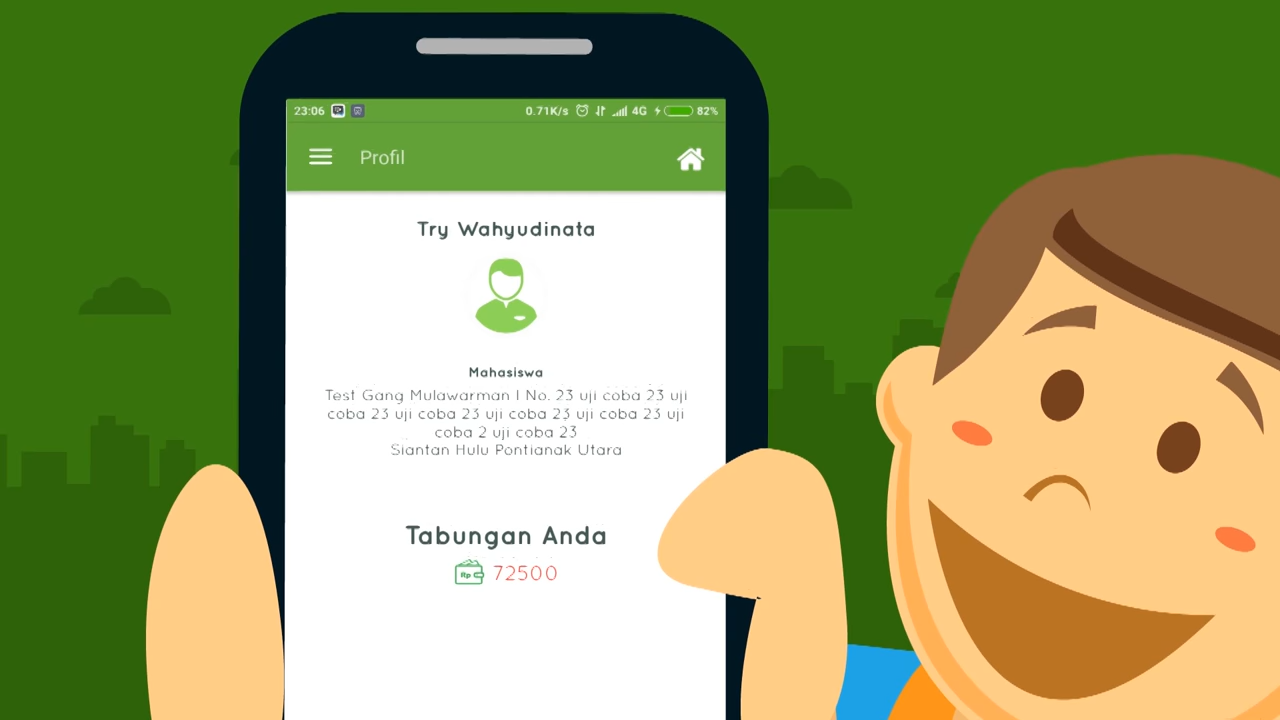 23:06 0.71K/s 4G 82%
Profil
Try Wahyudinata
Mahasiswa
Test Gang Mulawarman I No. 23 uji coba 23 uji
coba 23 uji coba 23 uji coba 23 uji coba 23 uji
coba 2 uji coba 23
Siantan Hulu Pontianak Utara
Tabungan Anda
Rp 72500